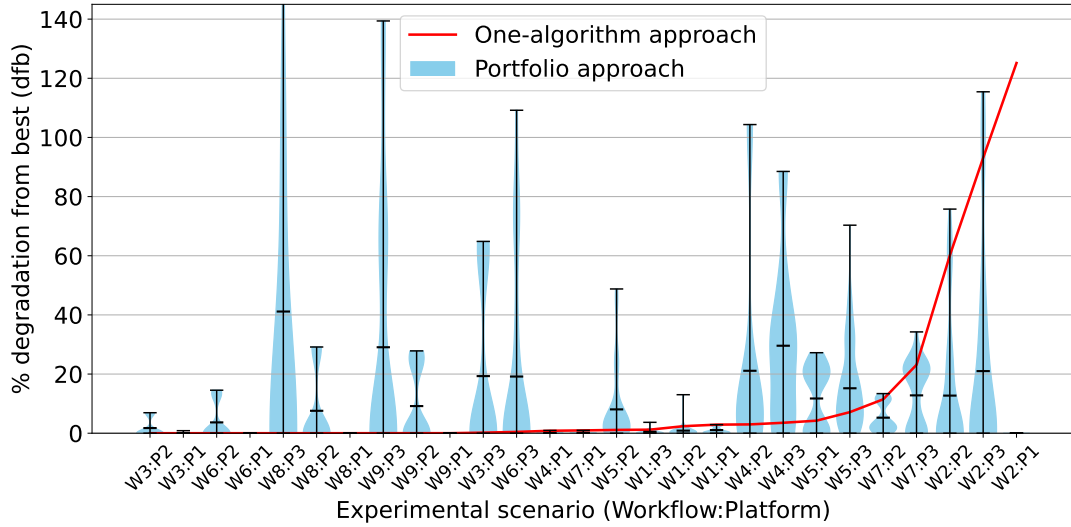 % degradation from best (dfb)
140
120
100
80
60
40
20
0
One-algorithm approach
Portfolio approach
W3:P2
W3:P1
W6:P2
W6:P1
W8:P3
W8:P2
W8:P1
W9:P3
W9:P2
W9:P1
W3:P3
W6:P3
W4:P1
W7:P1
W5:P2
W1:P3
W1:P2
W1:P1
W4:P2
W4:P3
W5:P1
W5:P3
W7:P2
W7:P3
W2:P2
W2:P3
W2:P1
Experimental scenario (Workflow:Platform)